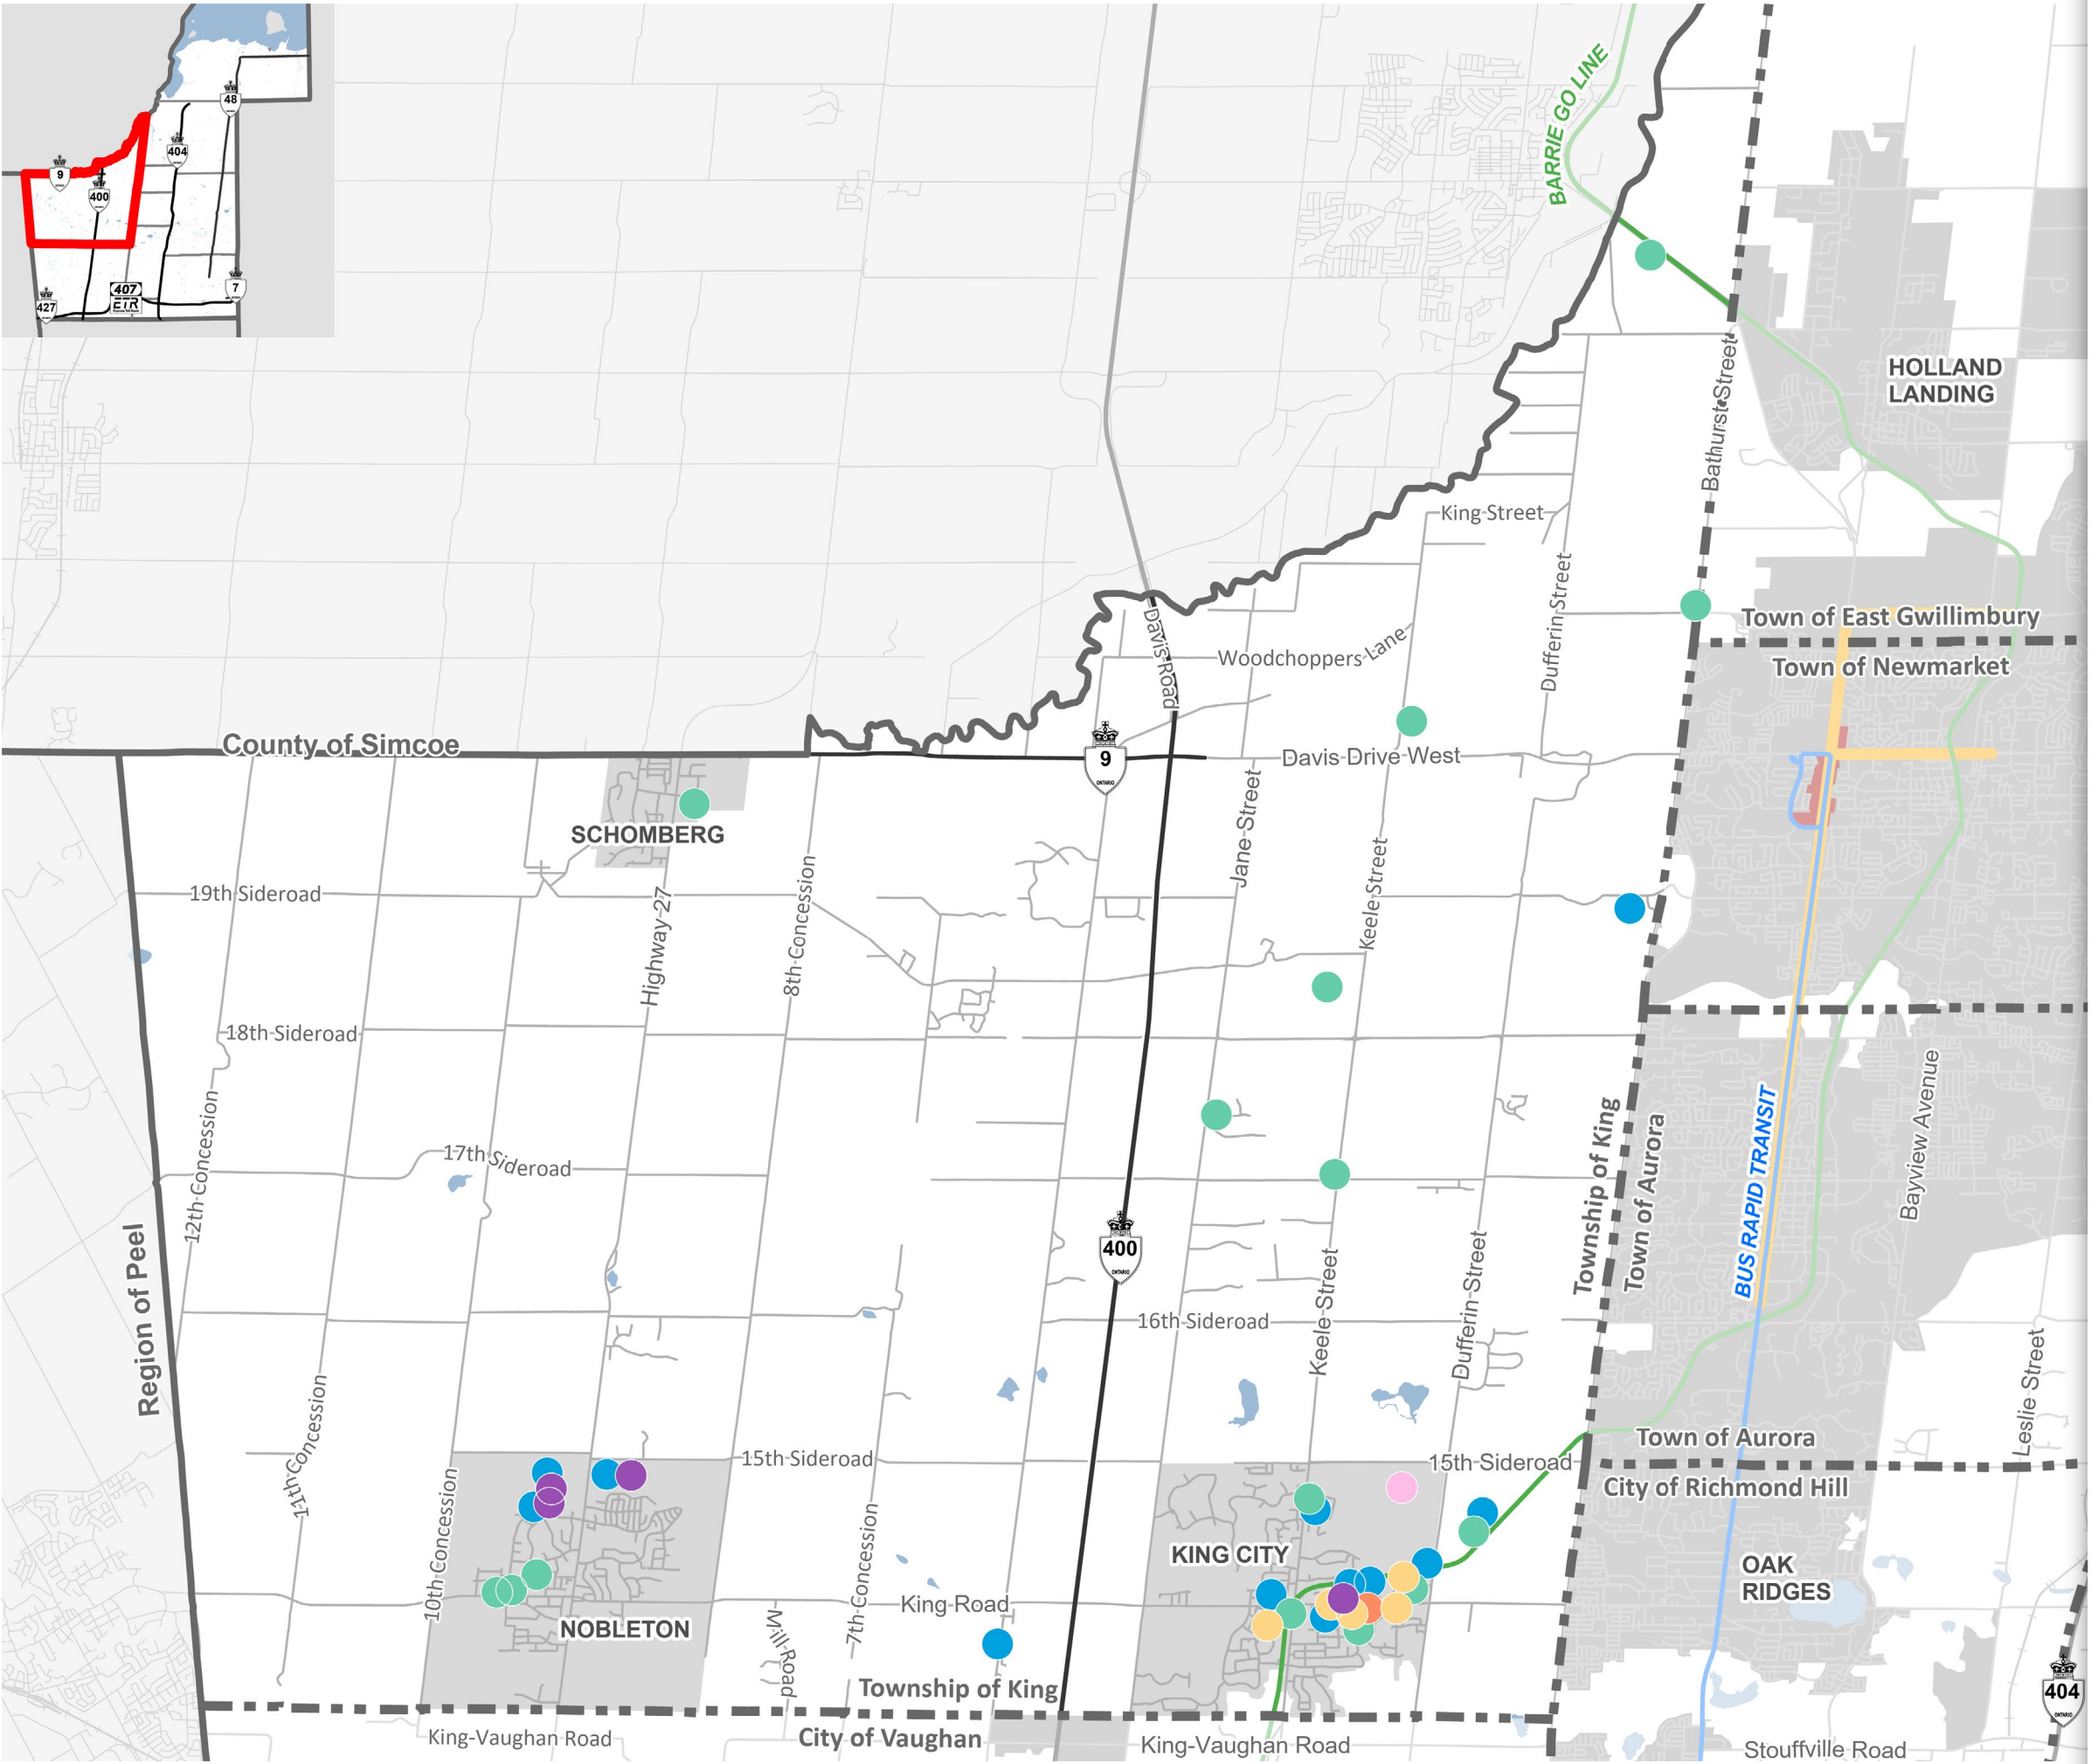 48
404
9
400
407
ETR
7
427
BARRIE GO LINE
HOLLAND
LANDING
Bathurst Street
King Street
Dufferin Street
Davis Road
Woodchoppers Lane
Town of East Gwillimbury
Town of Newmarket
County of Simcoe
9
ONTARIO
Davis Drive West
SCHOMBERG
Jane Street
Keele Street
19th Sideroad
Highway 27
8th Concession
18th Sideroad
12th Concession
17th Sideroad
Township of King
Town of Aurora
BUS RAPID TRANSIT
Bayview Avenue
Region of Peel
400
ONTARIO
16th Sideroad
Keele Street
Dufferin Street
Leslie Street
11th Concession
10th Concession
15th Sideroad
15th Sideroad
Town of Aurora
City of Richmond Hill
7th Concession
KING CITY
OAK
RIDGES
King Road
NOBLETON
Mill Road
404
ONTARIO
Township of King
City of Vaughan
King-Vaughan Road
King-Vaughan Road
Stouffville Road